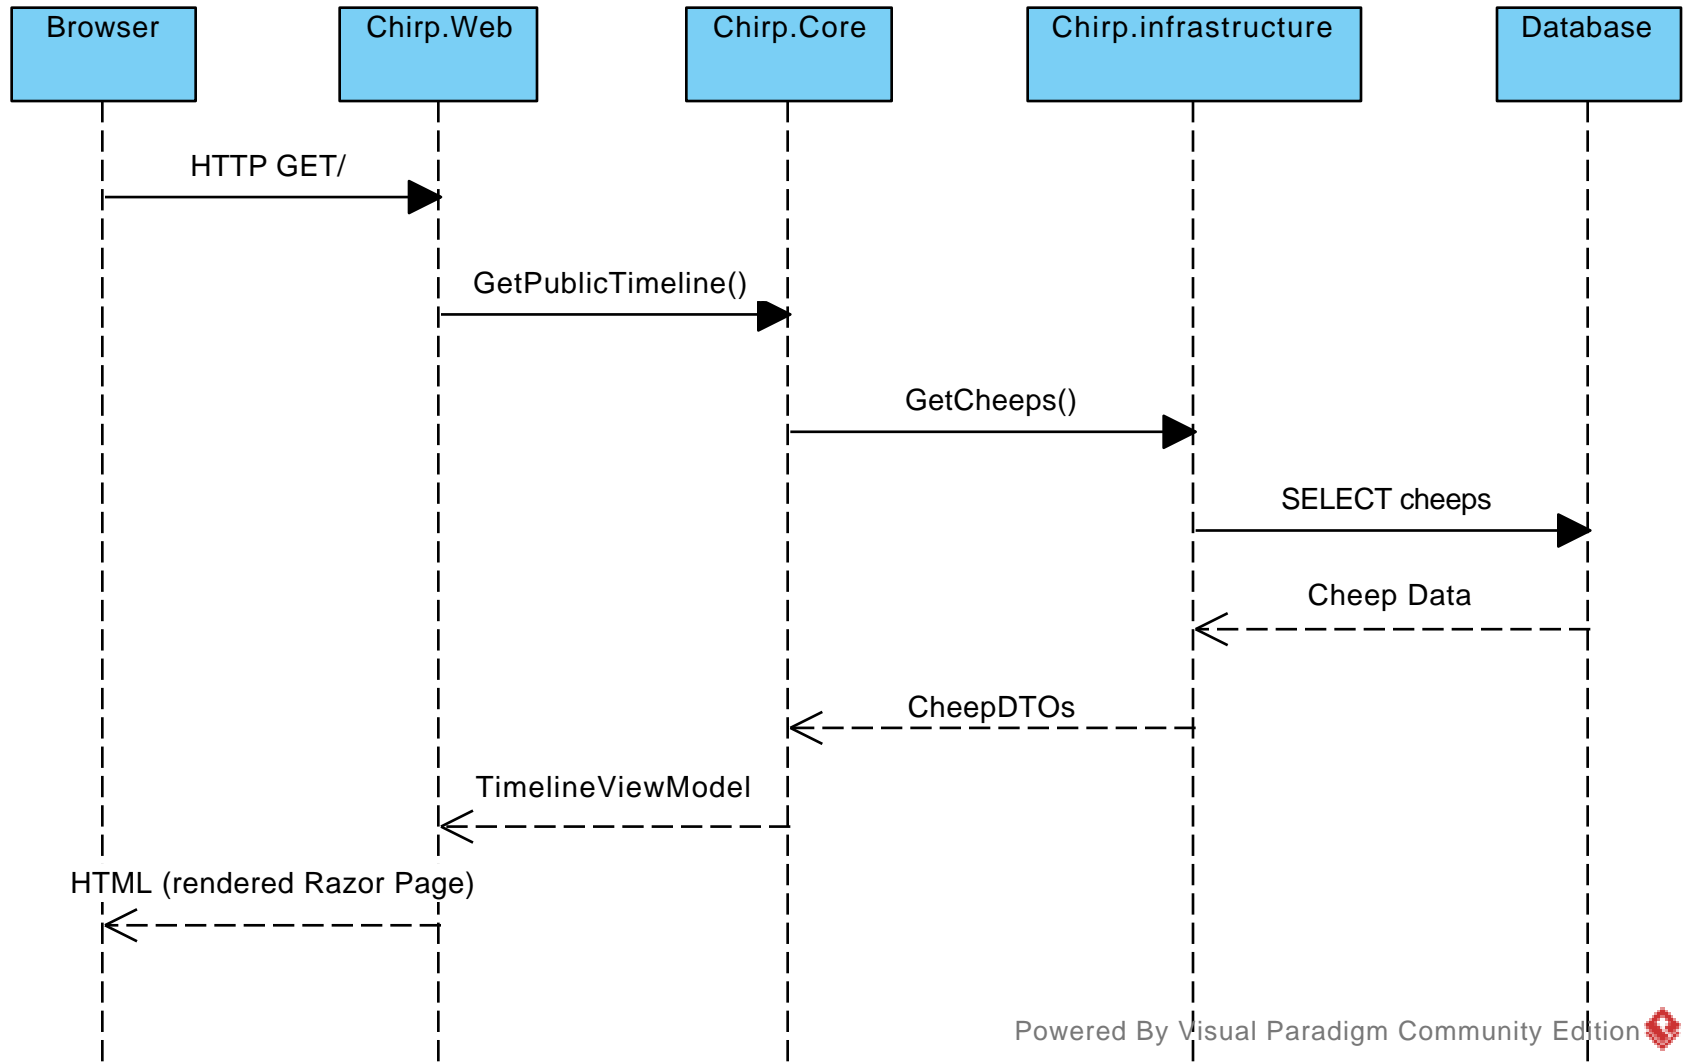 Browser
Chirp.Web
Chirp.Core
Chirp.infrastructure
Database
HTTP GET/
GetPublicTimeline()
GetCheeps()
SELECT cheeps
Cheep Data
CheepDTOs
TimelineViewModel
HTML (rendered Razor Page)
Powered By Visual Paradigm Community Edition